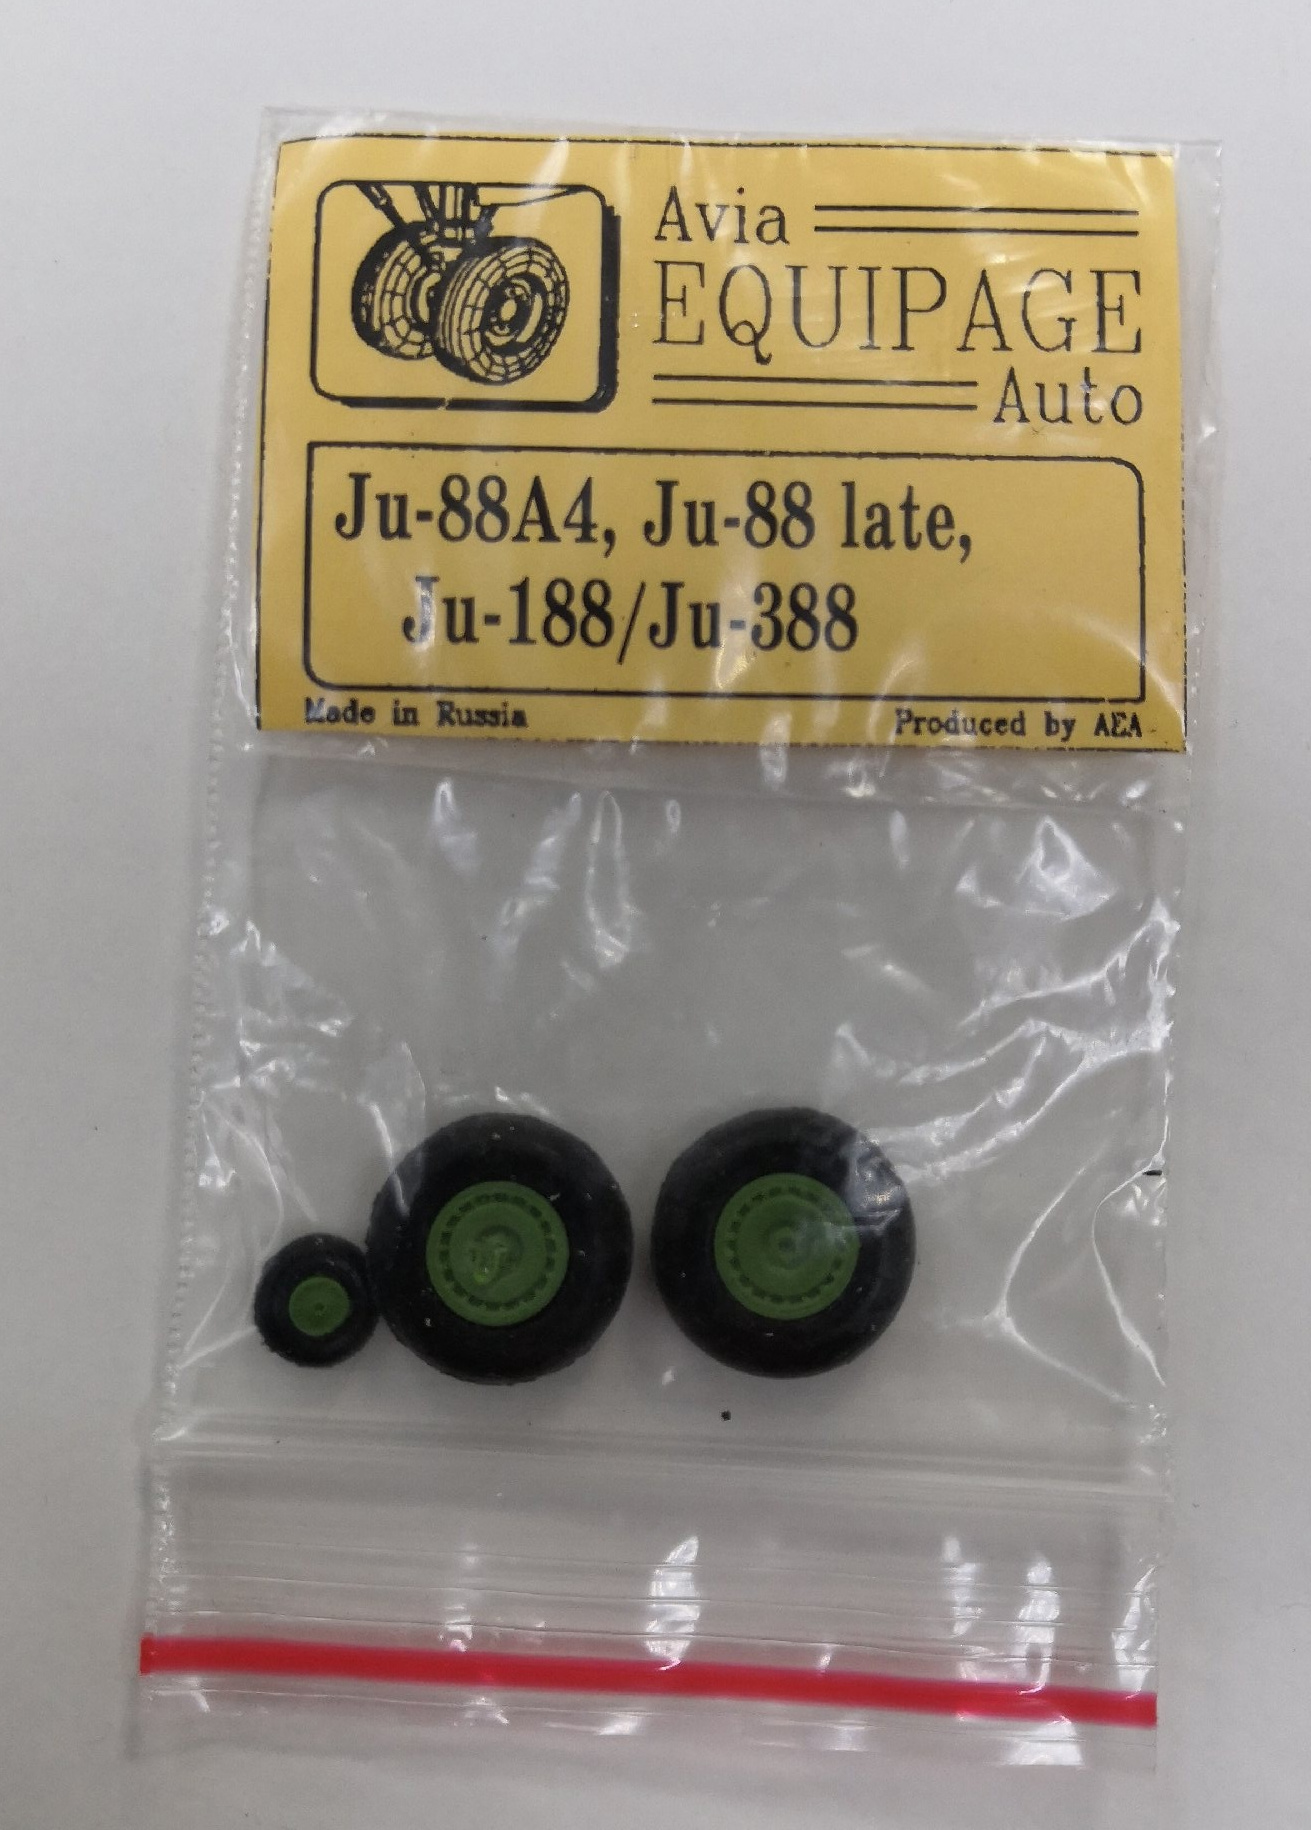 Avia
EQUIPAGE
Auto
Ju-88A4, Ju-88 late,
Ju-188/Ju-388
Made in Russia
Produced by AEA